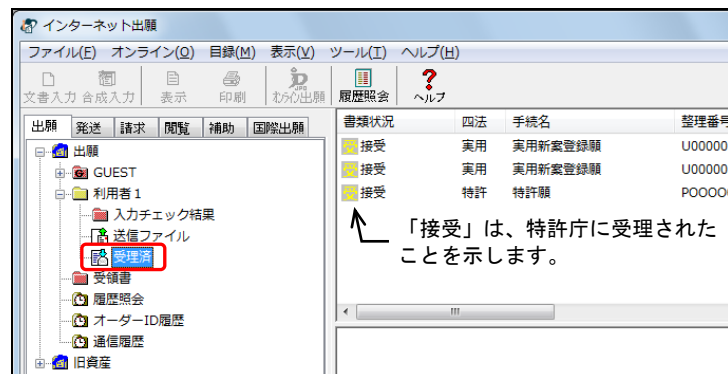 インターネット出願
ファイル(F) オンライン(O) 目録(M) 表示(V) ツール(T) ヘルプ(H)
文書入力 合成入力 表示 印刷 わライン出願 履歴照会 ヘルプ
出願 発送 請求 閲覧 補助 国際出願
書類状況 四法 手続名 整理番号
出願
GUEST
利用者1
入力チェック結果
送信ファイル
受理済
受領書
履歴照会
オーダーID履歴
通信履歴
旧資産
受 接受 実用 実用新案登録願 U00000
受 接受 実用 実用新案登録願 U00000
受 接受 特許 特許願
「接受」は、特許庁に受理された
ことを示します。